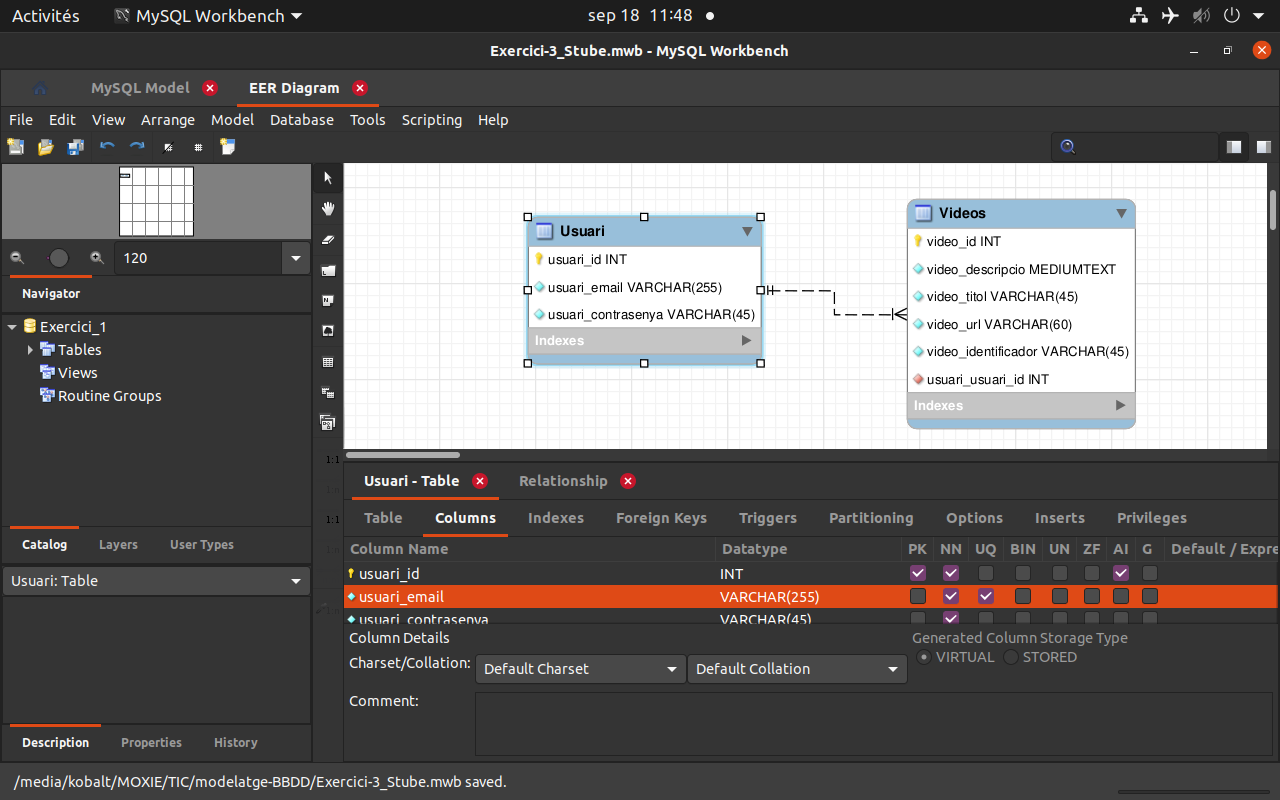 Activités
MySQL Workbench
sep 18 11:48
Exercici-3_Stube.mwb - MySQL Workbench
MySQL Model
EER Diagram
File Edit View Arrange Model Database Tools Scripting Help
120
Navigator
Exercici_1
Tables
Views
Routine Groups
Catalog Layers User Types
Usuari: Table
Description Properties History
1:1
1:1
Usuari
usuari_id INT
usuari_email VARCHAR(255)
usuari_contrasenya VARCHAR(45)
Indexes
Videos
video_id INT
video_descripcio MEDIUMTEXT
video_titol VARCHAR(45)
video_url VARCHAR(60)
video_identificador VARCHAR(45)
usuari_usuari_id INT
Indexes
Usuari - Table
Relationship
Table Columns Indexes Foreign Keys Triggers Partitioning Options Inserts Privileges
Column Name Datatype PK NN UQ BIN UN ZF AI G Default / Expre
usuari_id INT
usuari_email VARCHAR(255)
usuari_contrasenya VARCHAR(45)
Column Details
Generated Column Storage Type
Charset/Collation: Default Charset Default Collation
VIRTUAL STORED
Comment:
/media/kobalt/MOXIE/TIC/modelatge-BBDD/Exercici-3_Stube.mwb saved.